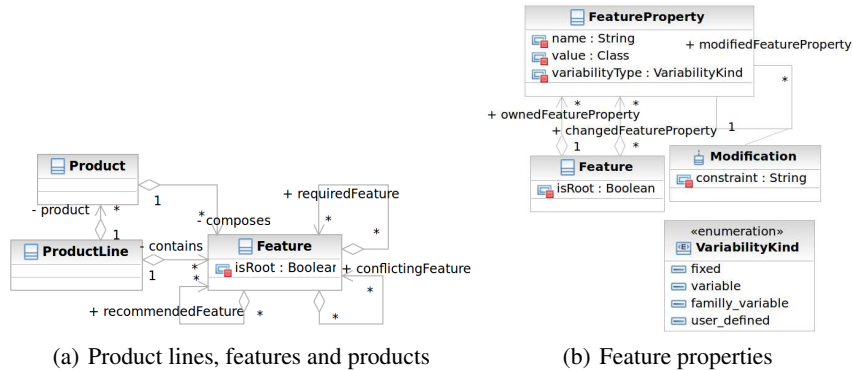 FeatureProperty
name : String
value : Class
variabilityType : VariabilityKind
+ modifiedFeatureProperty
*
1
+ ownedFeatureProperty
*
*
+ changedFeatureProperty
1
*
Feature
isRoot : Boolean
Modification
constraint : String
«enumeration»
VariabilityKind
fixed
variable
familly_variable
user_defined
Product
1
- product
*
1
ProductLine
1
- contains
*
*
- composes
*
+ requiredFeature
*
*
Feature
isRoot : Boolean
+ conflictingFeature
*
*
+ recommendedFeature
*
(a) Product lines, features and products
(b) Feature properties